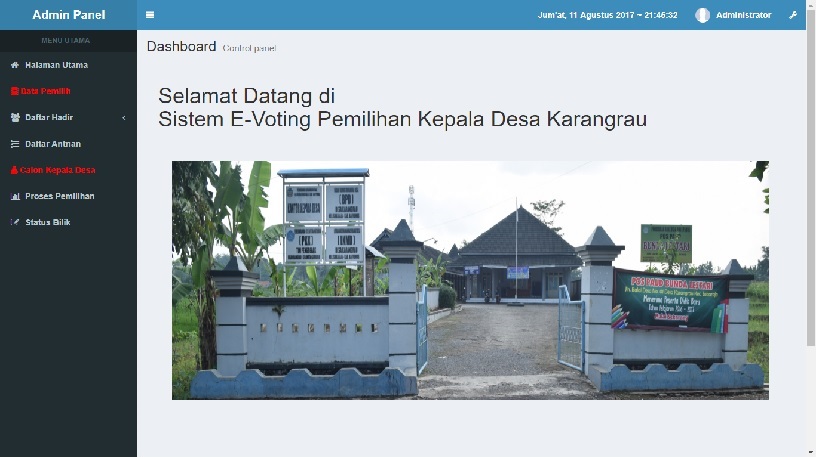 Admin Panel
Jum'at, 11 Agustus 2017 ~ 21:46:32
Administrator
MENU UTAMA
Halaman Utama
Data Pemilih
Daftar Hadir
Daftar Antrian
Calon Kepala Desa
Proses Pemilihan
Status Bilik
Dashboard Control panel
Selamat Datang di
Sistem E-Voting Pemilihan Kepala Desa Karangrau